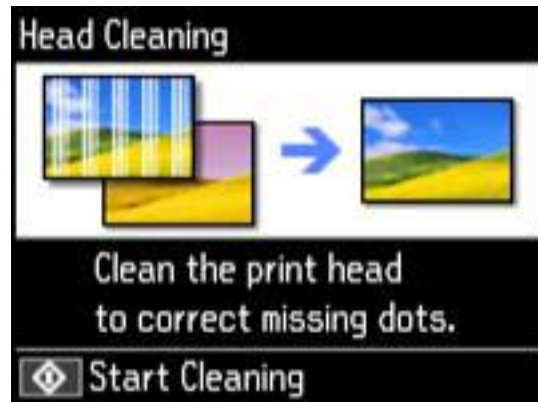 Head Cleaning
Clean the print head
to correct missing dots.
Start Cleaning